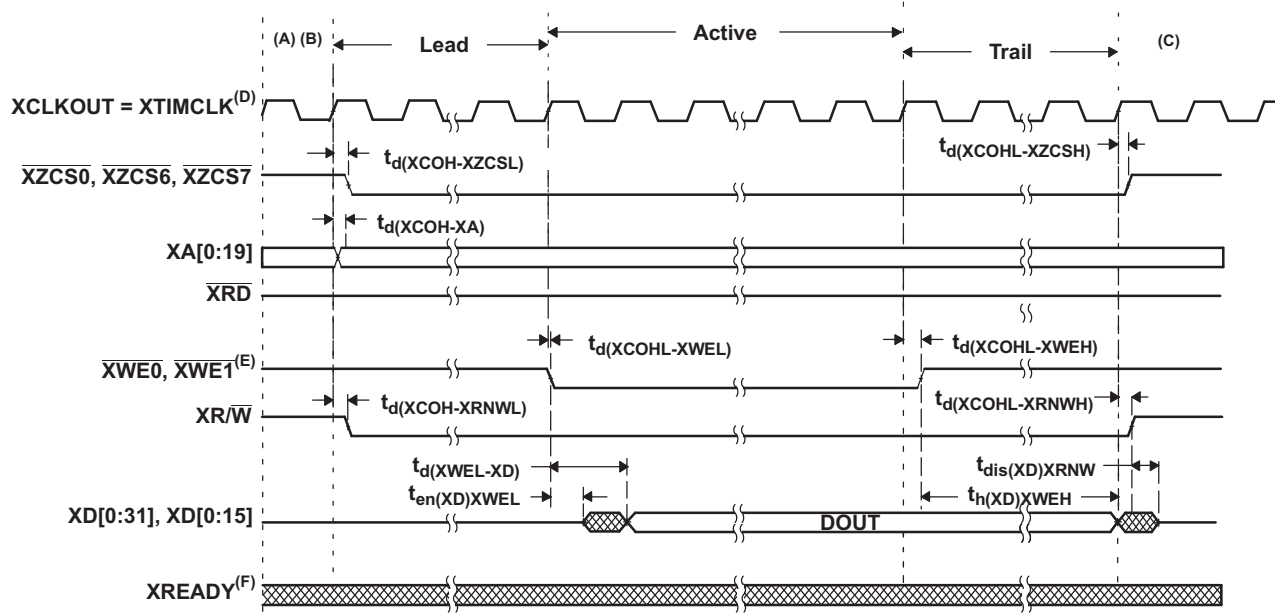 (A) (B)
Lead
Active
Trail
(C)
XCLKOUT = XTIMCLK(D)
td(XCOH-XZCSL)
td(XCOHL-XZCSH)
XZCS0, XZCS6, XZCS7
td(XCOH-XA)
XA[0:19]
XRD
td(XCOHL-XWEL)
td(XCOHL-XWEH)
XWE0, XWE1(E)
td(XCOH-XRNWL)
td(XCOHL-XRNWH)
XR/W
td(XWEL-XD)
tdis(XD)XRNW
ten(XD)XWEL
th(XD)XWEH
XD[0:31], XD[0:15]
DOUT
XREADY(F)